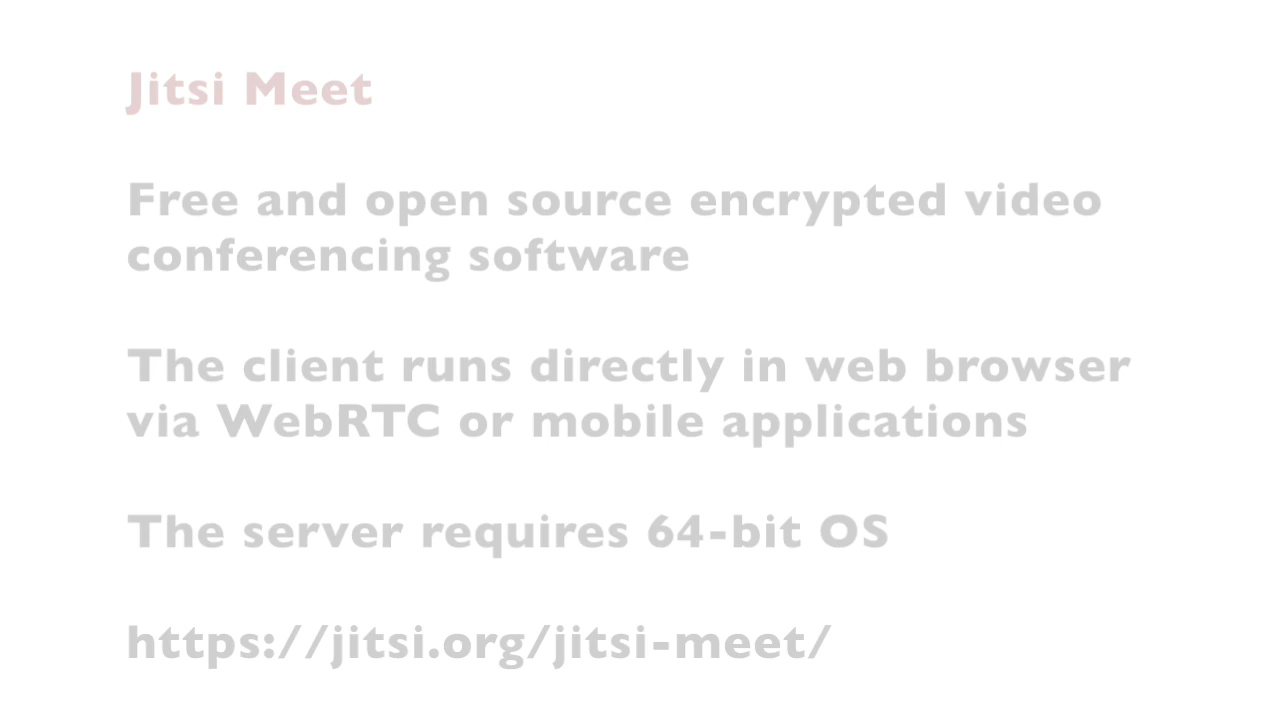 Jitsi Meet
Free and open source encrypted video
conferencing software
The client runs directly in web browser
via WebRTC or mobile applications
The server requires 64-bit OS
https://jitsi.org/jitsi-meet/